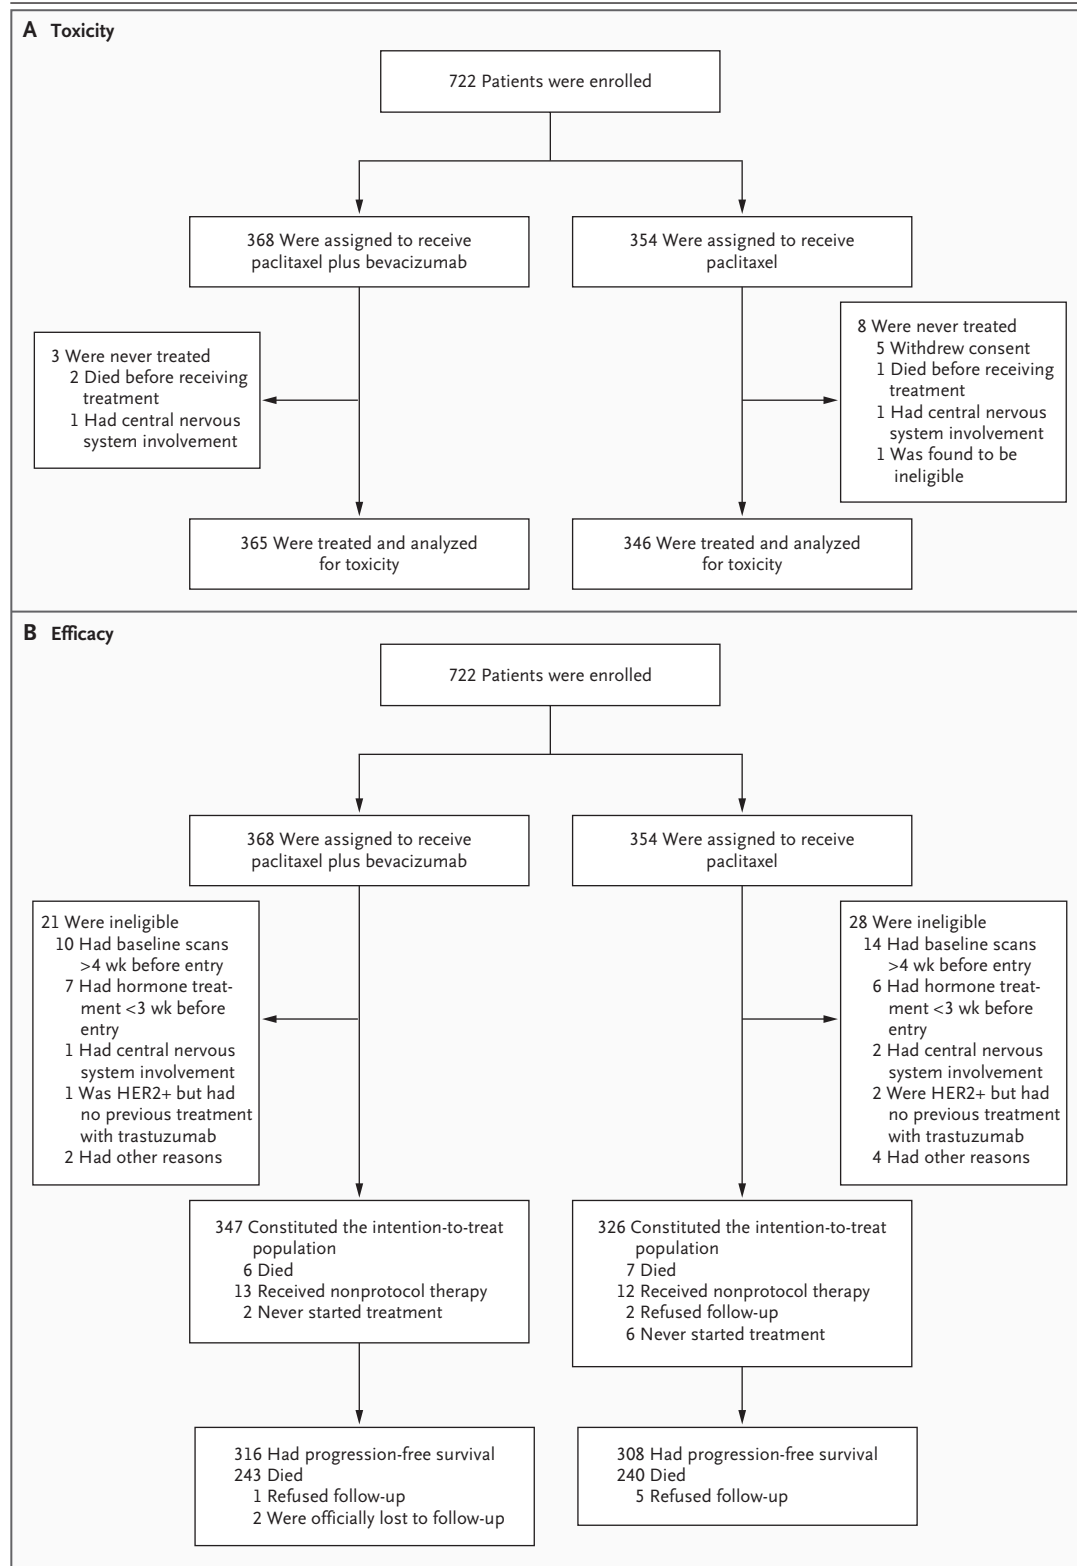 A Toxicity
722 Patients were enrolled
368 Were assigned to receive
paclitaxel plus bevacizumab
354 Were assigned to receive
paclitaxel
3 Were never treated
2 Died before receiving
treatment
1 Had central nervous
system involvement
8 Were never treated
5 Withdrew consent
1 Died before receiving
treatment
1 Had central nervous
system involvement
1 Was found to be
ineligible
365 Were treated and analyzed
for toxicity
346 Were treated and analyzed
for toxicity
B Efficacy
722 Patients were enrolled
368 Were assigned to receive
paclitaxel plus bevacizumab
354 Were assigned to receive
paclitaxel
21 Were ineligible
10 Had baseline scans
>4 wk before entry
7 Had hormone treat-
ment <3 wk before
entry
1 Had central nervous
system involvement
1 Was HER2+ but had
no previous treatment
with trastuzumab
2 Had other reasons
28 Were ineligible
14 Had baseline scans
>4 wk before entry
6 Had hormone treat-
ment <3 wk before
entry
2 Had central nervous
system involvement
2 Were HER2+ but had
no previous treatment
with trastuzumab
4 Had other reasons
347 Constituted the intention-to-treat
population
6 Died
13 Received nonprotocol therapy
2 Never started treatment
326 Constituted the intention-to-treat
population
7 Died
12 Received nonprotocol therapy
2 Refused follow-up
6 Never started treatment
316 Had progression-free survival
243 Died
1 Refused follow-up
2 Were officially lost to follow-up
308 Had progression-free survival
240 Died
5 Refused follow-up